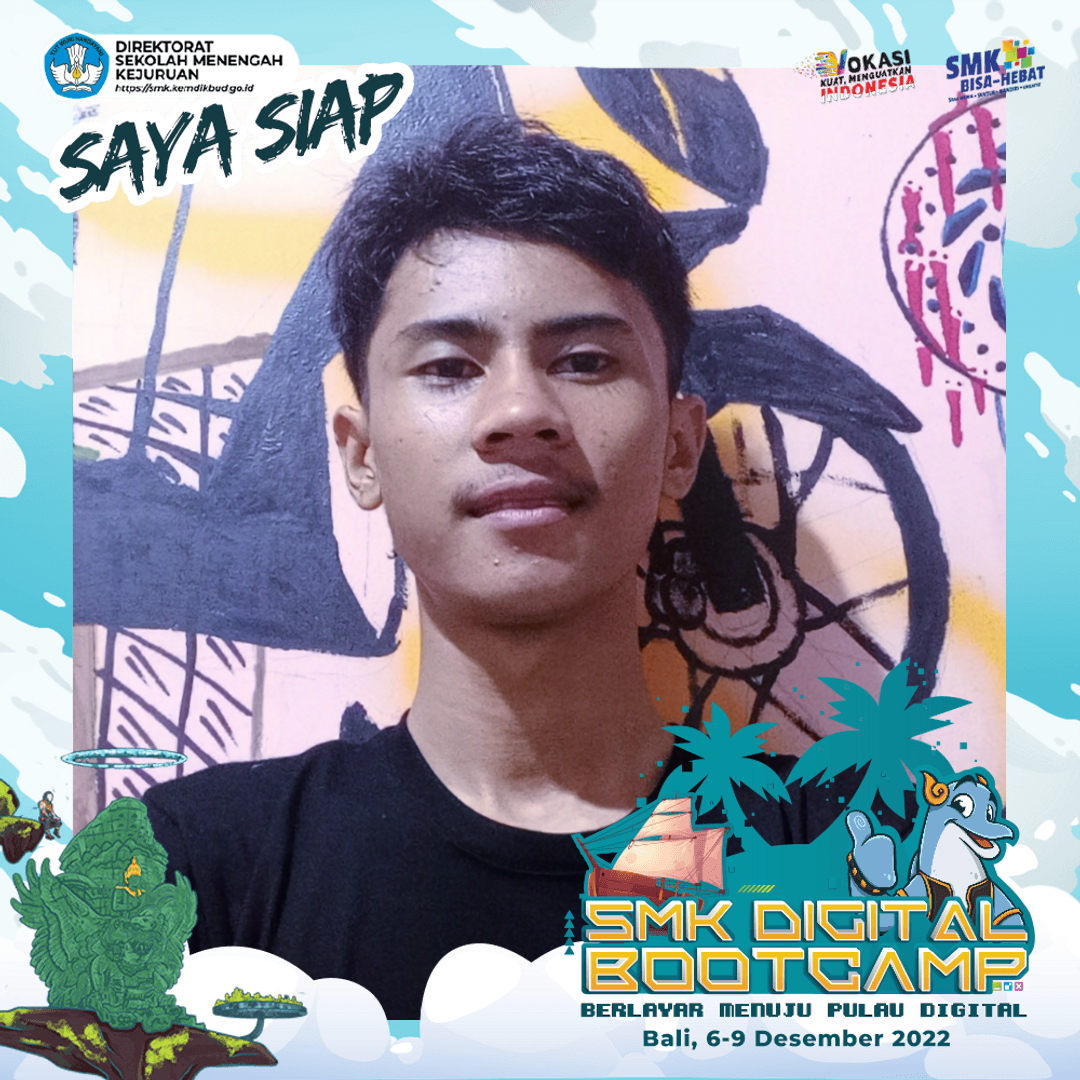 DIREKTORAT
SEKOLAH MENENGAH
KEJURUAN
https://smk.kemdikbud.go.id
VOKASI
KUAT, MENGUATKAN
INDONESIA
SMK
BISA-HEBAT
SAYA SIAP
SMK DIGITAL
BOOTCAMP
BERLAYAR MENUJU PULAU DIGITAL
Bali, 6-9 Desember 2022